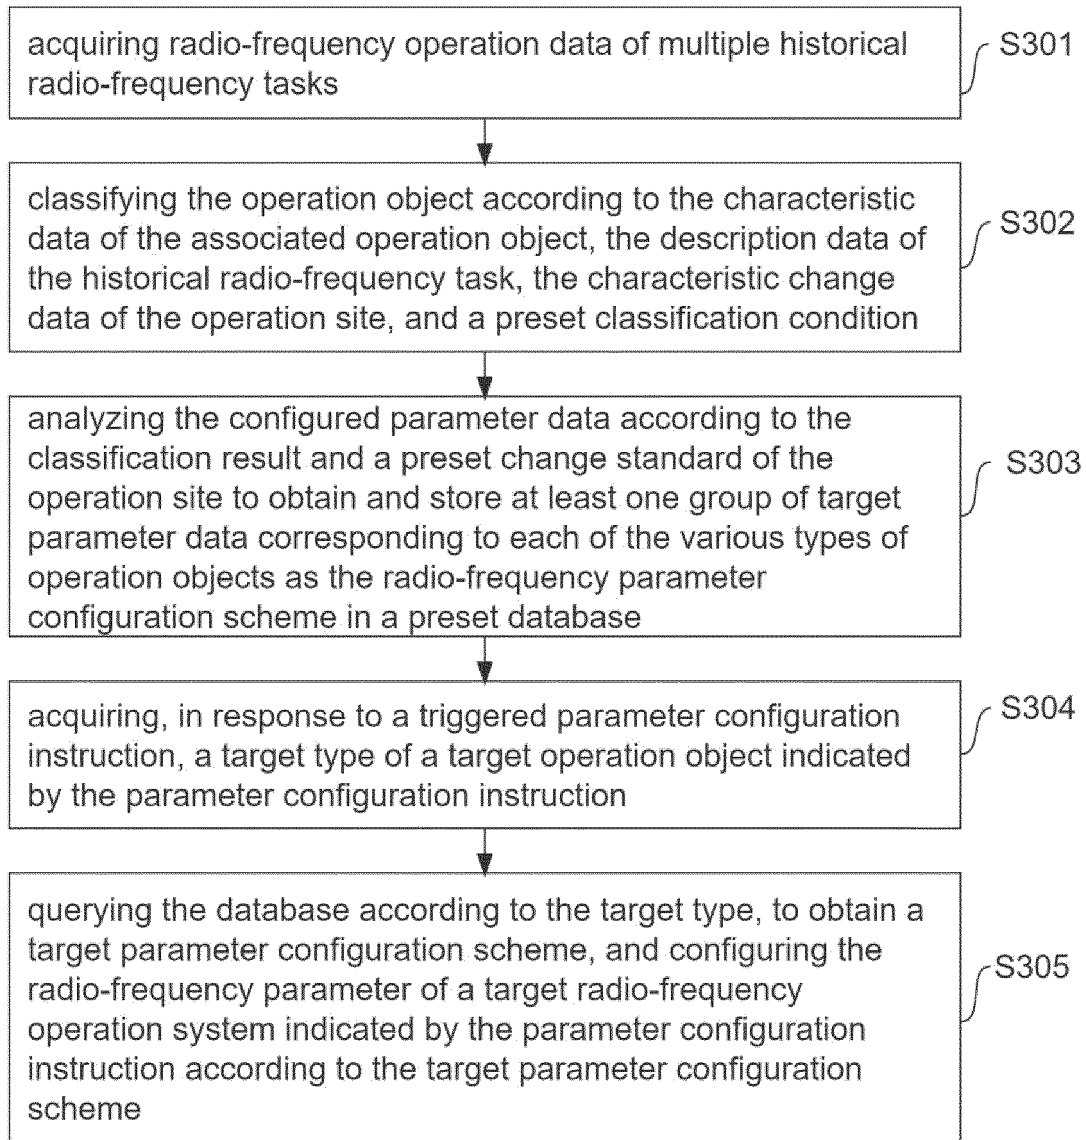 acquiring radio-frequency operation data of multiple historical
radio-frequency tasks
S301
classifying the operation object according to the characteristic
data of the associated operation object, the description data of
the historical radio-frequency task, the characteristic change
data of the operation site, and a preset classification condition
S302
analyzing the configured parameter data according to the
classification result and a preset change standard of the
operation site to obtain and store at least one group of target
parameter data corresponding to each of the various types of
operation objects as the radio-frequency parameter
configuration scheme in a preset database
S303
acquiring, in response to a triggered parameter configuration
instruction, a target type of a target operation object indicated
by the parameter configuration instruction
S304
querying the database according to the target type, to obtain a
target parameter configuration scheme, and configuring the
radio-frequency parameter of a target radio-frequency
operation system indicated by the parameter configuration
instruction according to the target parameter configuration
scheme
S305